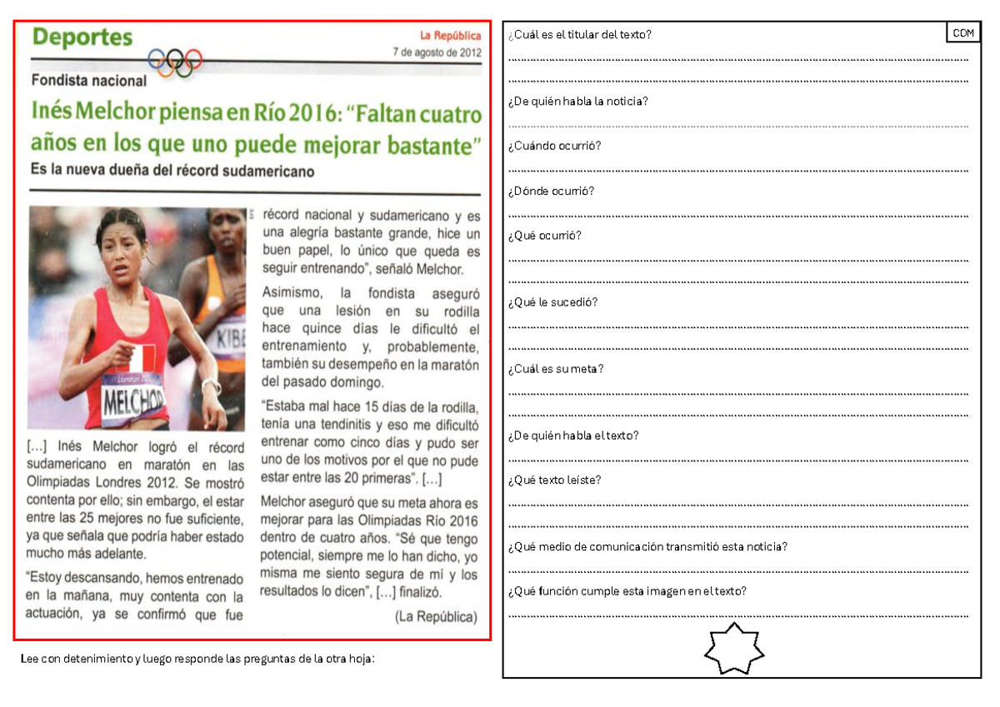 Deportes
La República
7 de agosto de 2012
Fondista nacional
Inés Melchor piensa en Río 2016: “Faltan cuatro
años en los que uno puede mejorar bastante”
Es la nueva dueña del récord sudamericano
EFE
KIBE
London
MELCHOR
[...] Inés Melchor logró el récord
sudamericano en maratón en las
Olimpiadas Londres 2012. Se mostró
contenta por ello; sin embargo, el estar
entre las 25 mejores no fue suficiente,
ya que señala que podría haber estado
mucho más adelante.
“Estoy descansando, hemos entrenado
en la mañana, muy contenta con la
actuación, ya se confirmó que fue
récord nacional y sudamericano y es
una alegría bastante grande, hice un
buen papel, lo único que queda es
seguir entrenando”, señaló Melchor.
Asimismo, la fondista aseguró
que una lesión en su rodilla
hace quince días le dificultó el
entrenamiento y, probablemente,
también su desempeño en la maratón
del pasado domingo.
“Estaba mal hace 15 días de la rodilla,
tenía una tendinitis y eso me dificultó
entrenar como cinco días y pudo ser
uno de los motivos por el que no pude
estar entre las 20 primeras”. [...]
Melchor aseguró que su meta ahora es
mejorar para las Olimpiadas Río 2016
dentro de cuatro años. “Sé que tengo
potencial, siempre me lo han dicho, yo
misma me siento segura de mí y los
resultados lo dicen”, [...] finalizó.
(La República)
Lee con detenimiento y luego responde las preguntas de la otra hoja:
COM
¿Cuál es el titular del texto?
¿De quién habla la noticia?
¿Cuándo ocurrió?
¿Dónde ocurrió?
¿Qué ocurrió?
¿Qué le sucedió?
¿Cuál es su meta?
¿De quién habla el texto?
¿Qué texto leíste?
¿Qué medio de comunicación transmitió esta noticia?
¿Qué función cumple esta imagen en el texto?